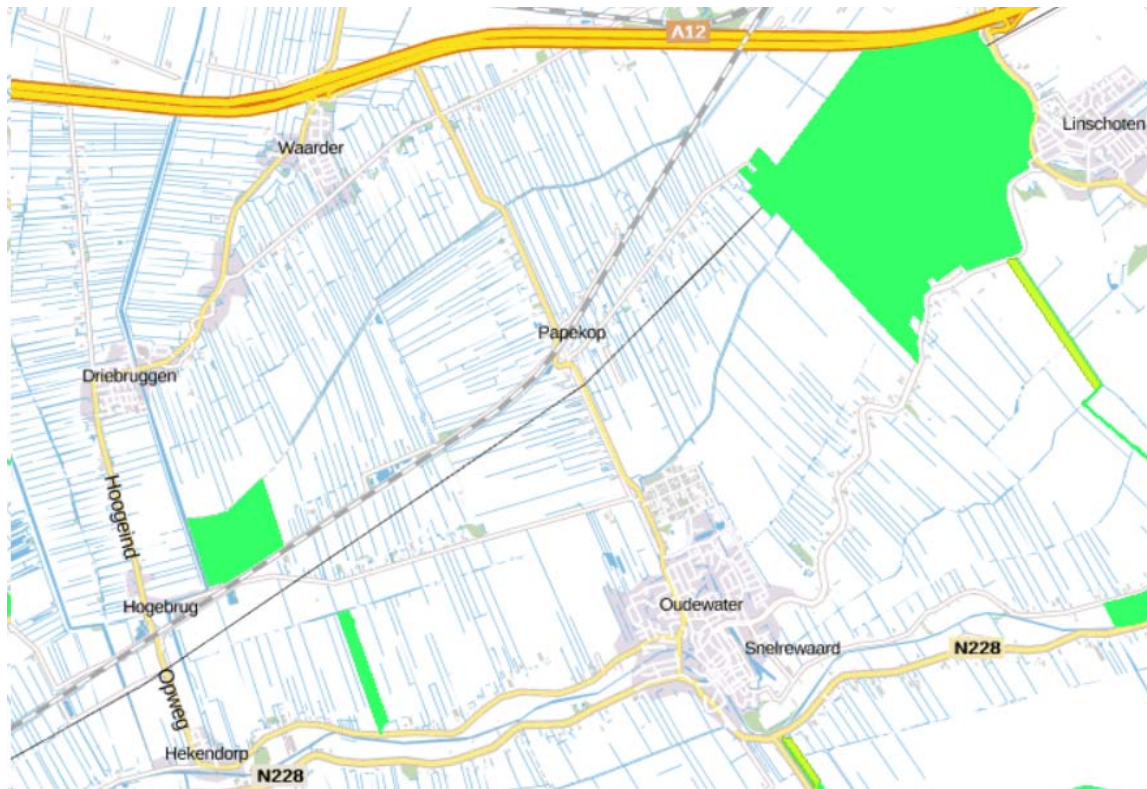 A12
Linschoten
Waarder
Papekop
Driebruggen
Hoogeind
Hogebrug
Oudewater
Snelrewaard
N228
Opweg
Hekendorp
N228